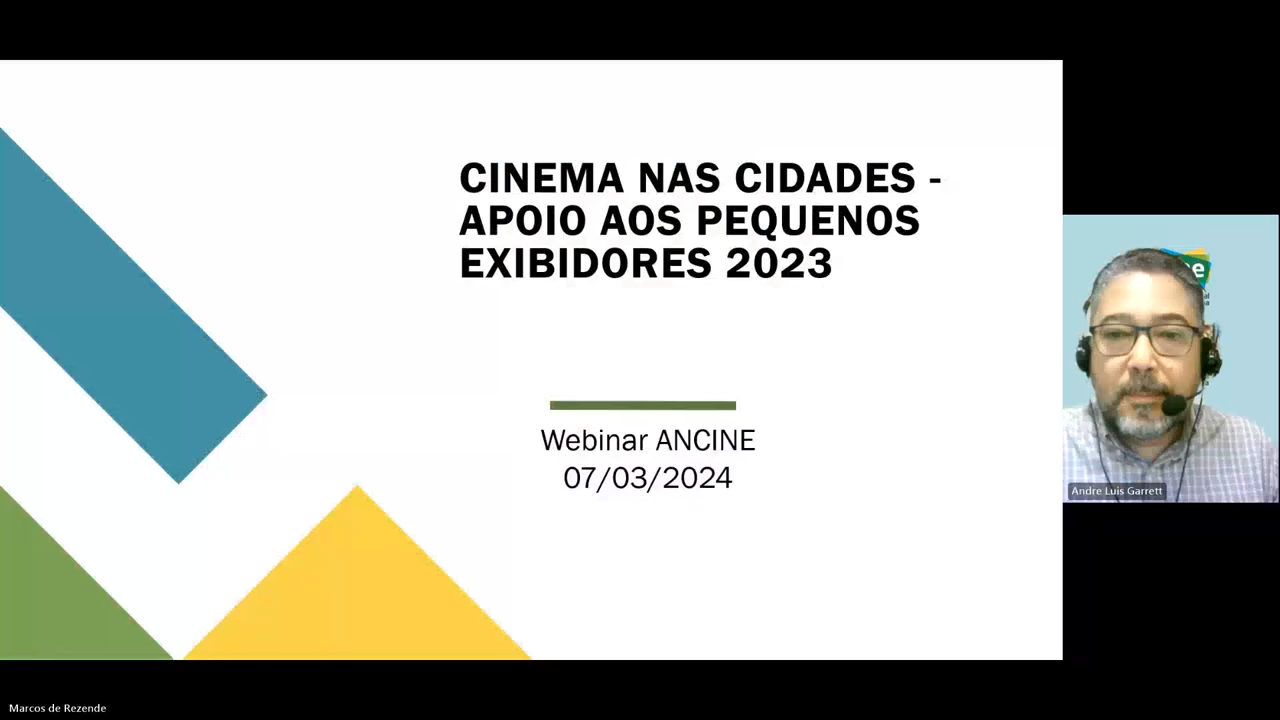 CINEMA NAS CIDADES -
APOIO AOS PEQUENOS
EXIBIDORES 2023
Webinar ANCINE
07/03/2024
Andre Luis Garrett
Marcos de Rezende